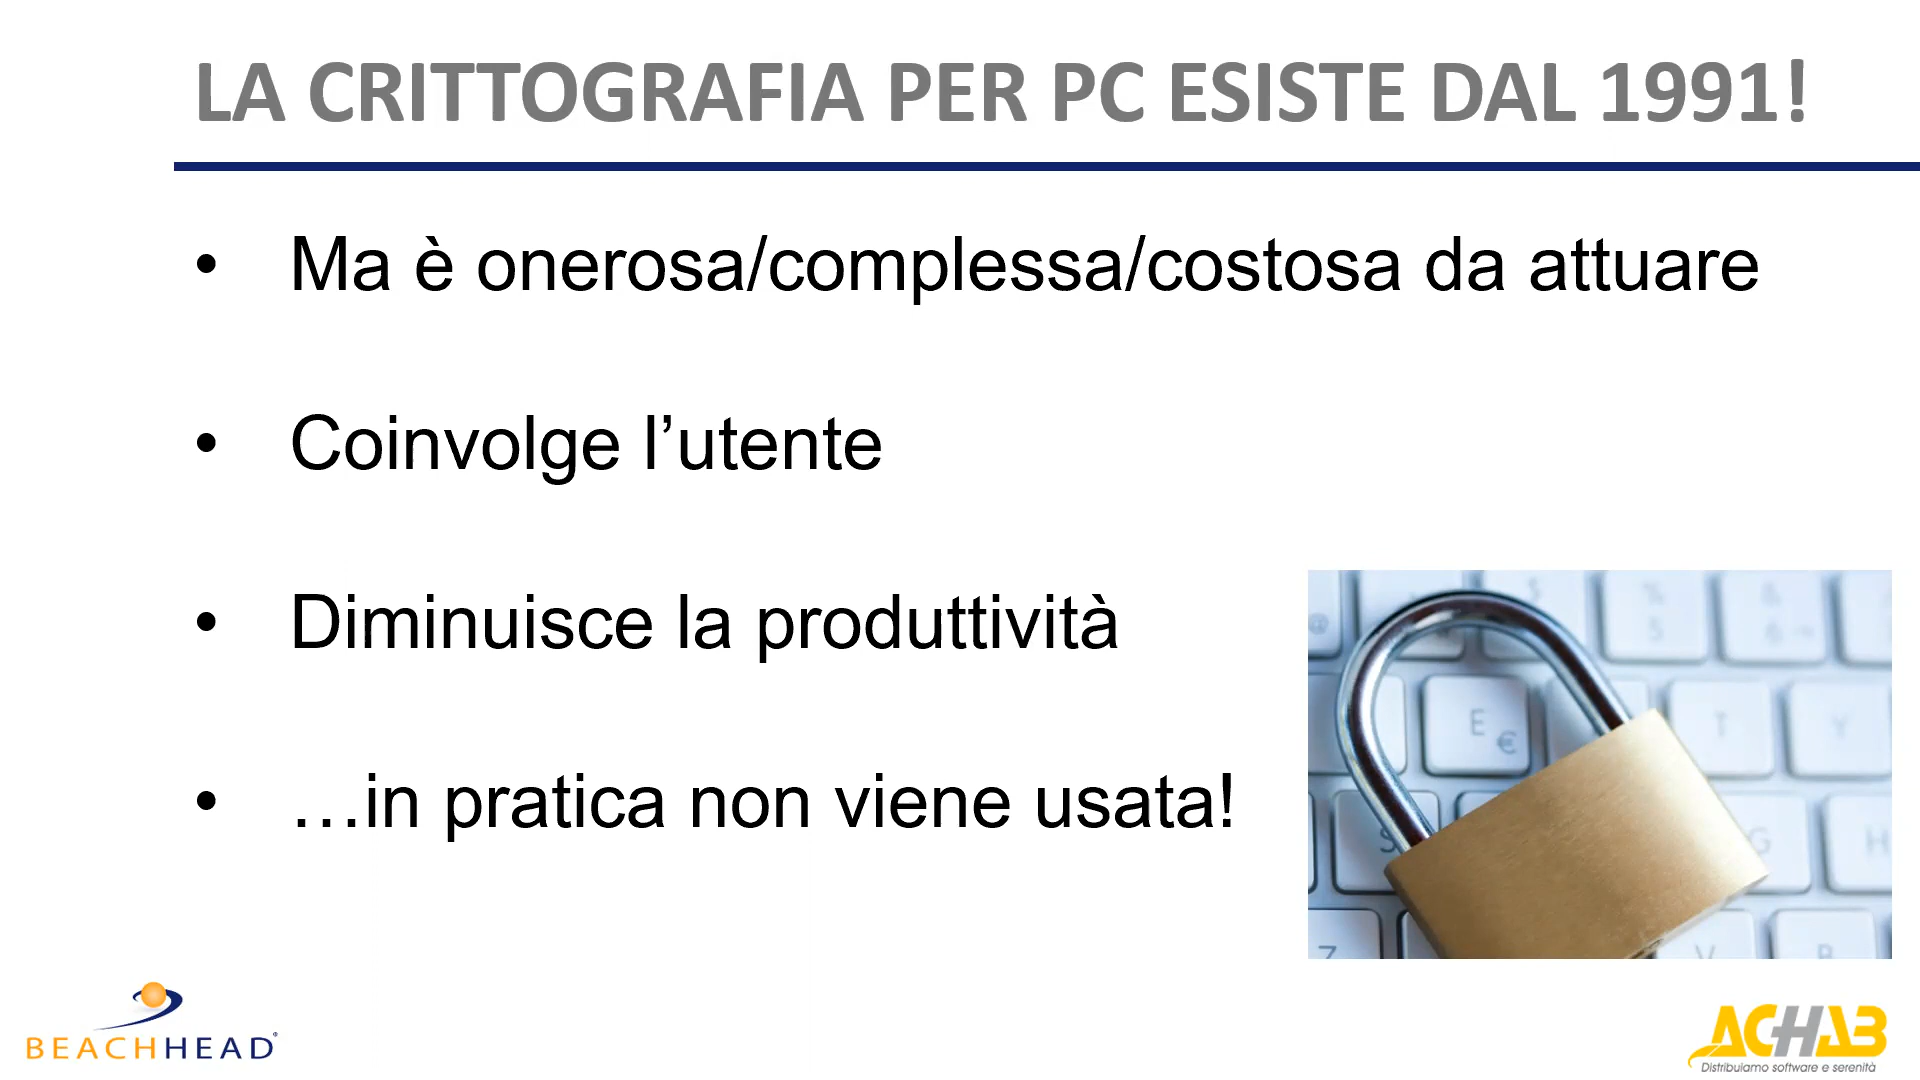 LA CRITTOGRAFIA PER PC ESISTE DAL 1991!
• Ma è onerosa/complessa/costosa da attuare
• Coinvolge l’utente
• Diminuisce la produttività
• …in pratica non viene usata!
E €
T
Y
S
G
H
Z
V
B
BEACHHEAD®
ACHAB
Distribuiamo software e serenità